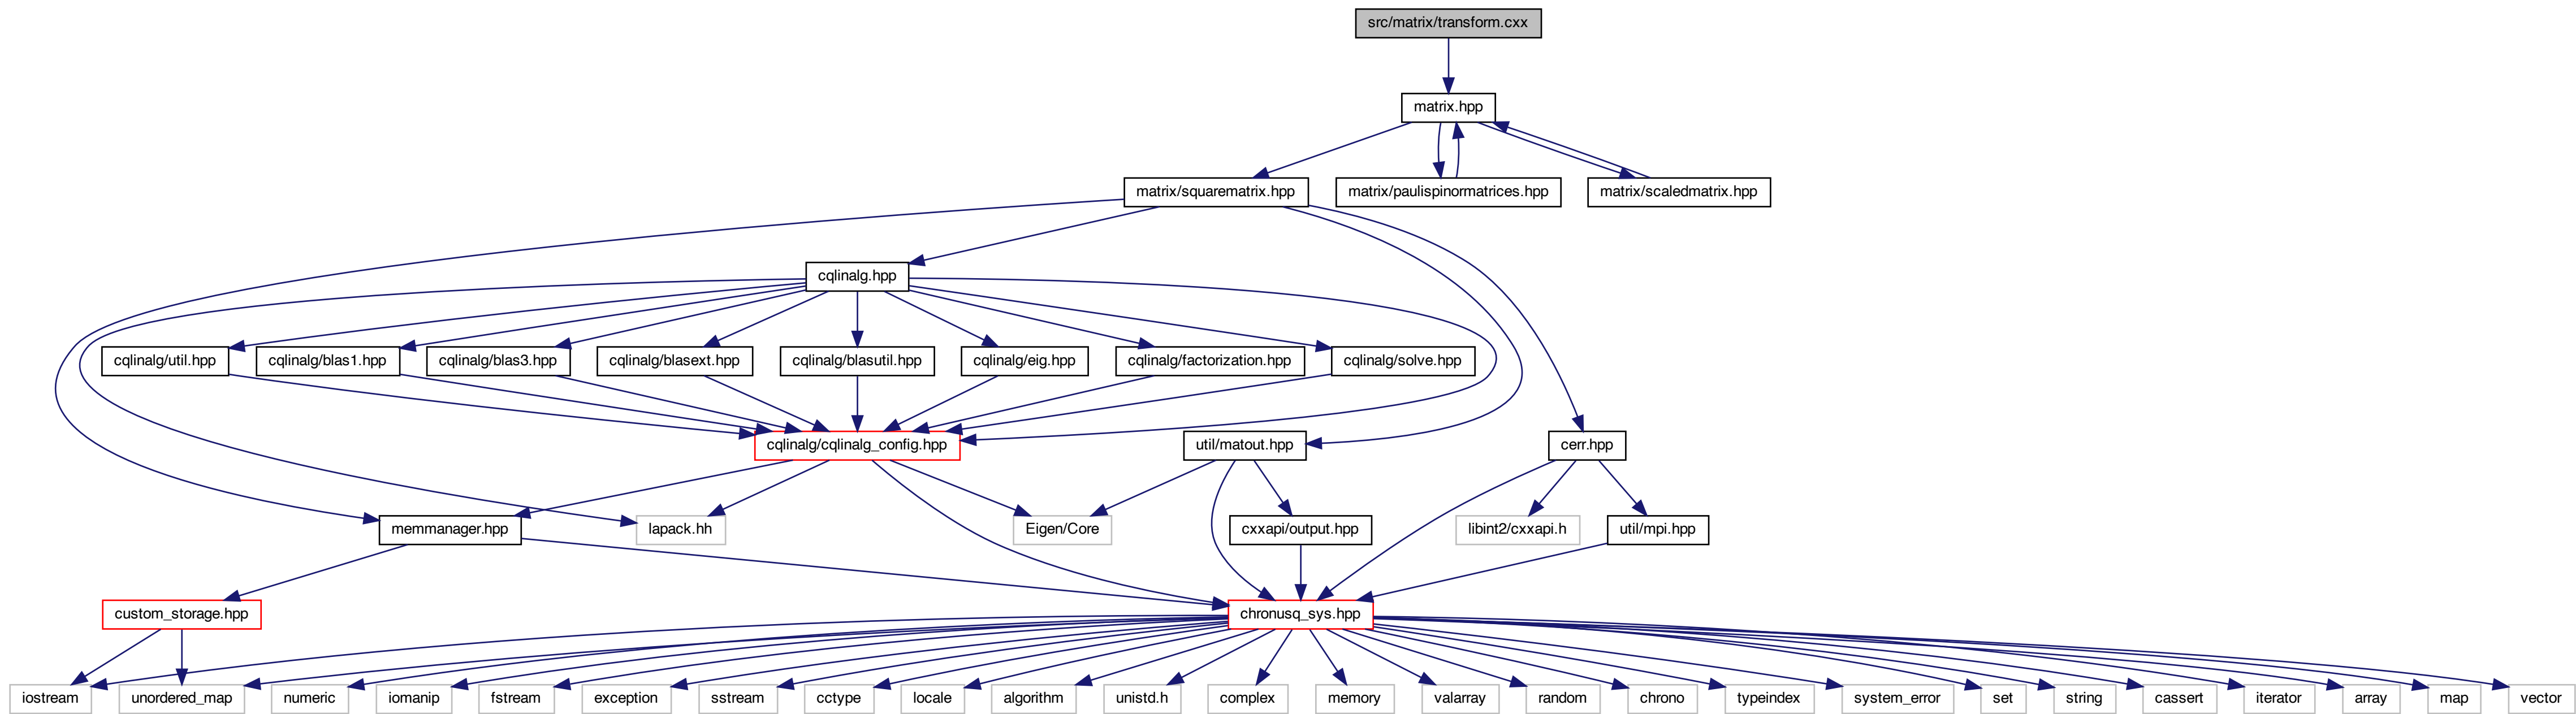 src/matrix/transform.cxx
matrix.hpp
matrix/squarematrix.hpp
matrix/paulispinormatrices.hpp
matrix/scaledmatrix.hpp
cqlinalg.hpp
cqlinalg/util.hpp
cqlinalg/blas1.hpp
cqlinalg/blas3.hpp
cqlinalg/blasext.hpp
cqlinalg/blasutil.hpp
cqlinalg/eig.hpp
cqlinalg/factorization.hpp
cqlinalg/solve.hpp
cqlinalg/cqlinalg_config.hpp
util/matout.hpp
cerr.hpp
memmanager.hpp
lapack.hh
Eigen/Core
cxxapi/output.hpp
libint2/cxxapi.h
util/mpi.hpp
custom_storage.hpp
chronusq_sys.hpp
iostream
unordered_map
numeric
iomanip
fstream
exception
sstream
cctype
locale
algorithm
unistd.h
complex
memory
valarray
random
chrono
typeindex
system_error
set
string
cassert
iterator
array
map
vector